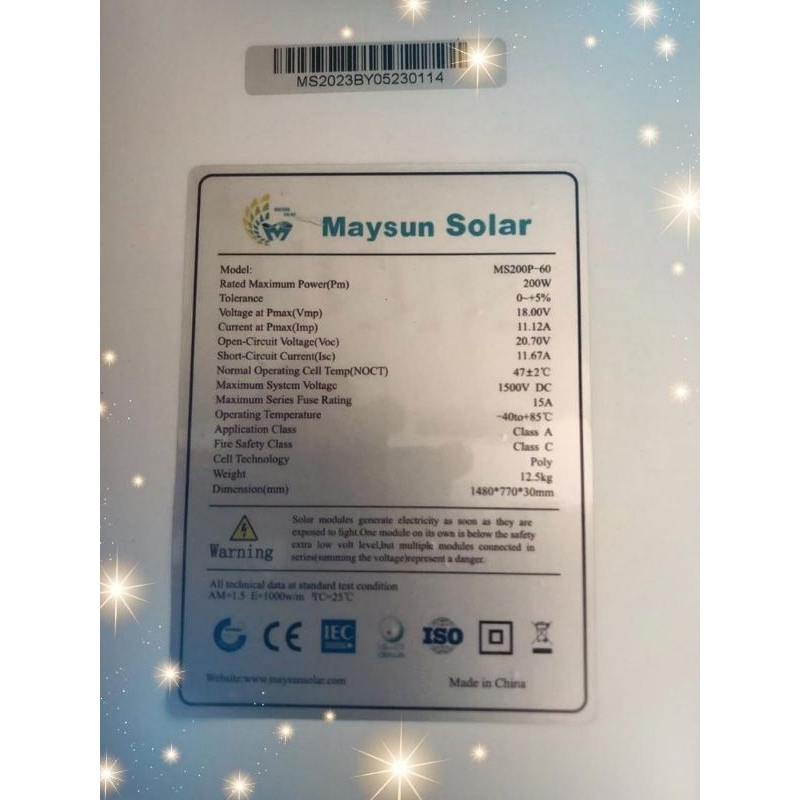 MS2023BY05230114
Maysun Solar
Model: MS200P-60
Rated Maximum Power(Pm) 200W
Tolerance 0~+5%
Voltage at Pmax(Vmp) 18.00V
Current at Pmax(Imp) 11.12A
Open-Circuit Voltage(Voc) 20.70V
Short-Circuit Current(Isc) 11.67A
Normal Operating Cell Temp(NOCT) 47±2℃
Maximum System Voltage 1500V DC
Maximum Series Fuse Rating 15A
Operating Temperature -40to+85℃
Application Class Class A
Fire Safety Class Class C
Cell Technology Poly
Weight 12.5kg
Dimension(mm) 1480*770*30mm
Warning
Solar modules generate electricity as soon as they are
exposed to light.One module on its own is below the safety
extra low volt level,but multiple modules connected in
series(summing the voltage)represent a danger.
All technical data at standard test condition
AM=1.5 E=1000w/m TC=25℃
CE IEC ISO
Website:www.maysunsolar.com Made in China